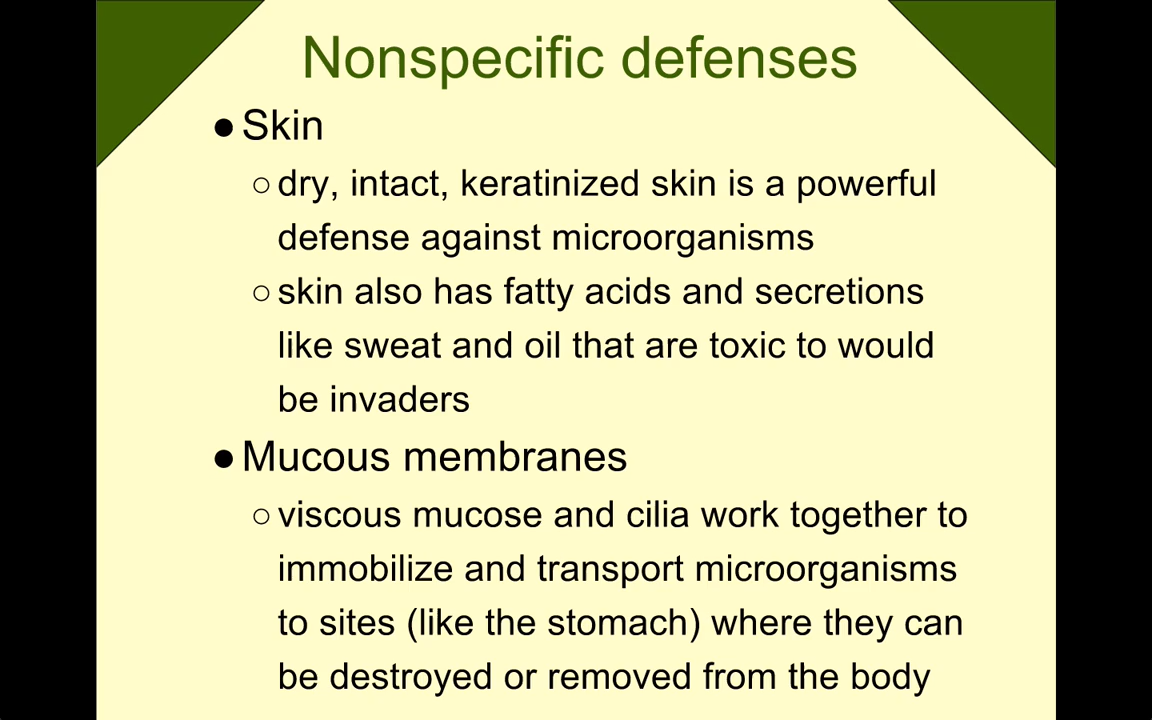 Nonspecific defenses
● Skin
○ dry, intact, keratinized skin is a powerful
defense against microorganisms
○ skin also has fatty acids and secretions
like sweat and oil that are toxic to would
be invaders
● Mucous membranes
○ viscous mucose and cilia work together to
immobilize and transport microorganisms
to sites (like the stomach) where they can
be destroyed or removed from the body